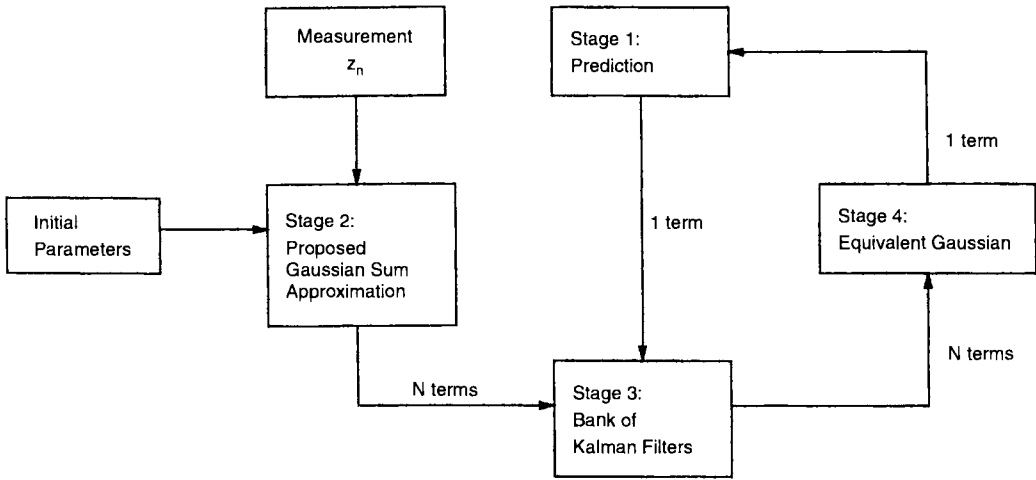 Measurement
zn
Stage 1:
Prediction
1 term
Initial
Parameters
Stage 2:
Proposed
Gaussian Sum
Approximation
1 term
Stage 4:
Equivalent Gaussian
N terms
N terms
Stage 3:
Bank of
Kalman Filters